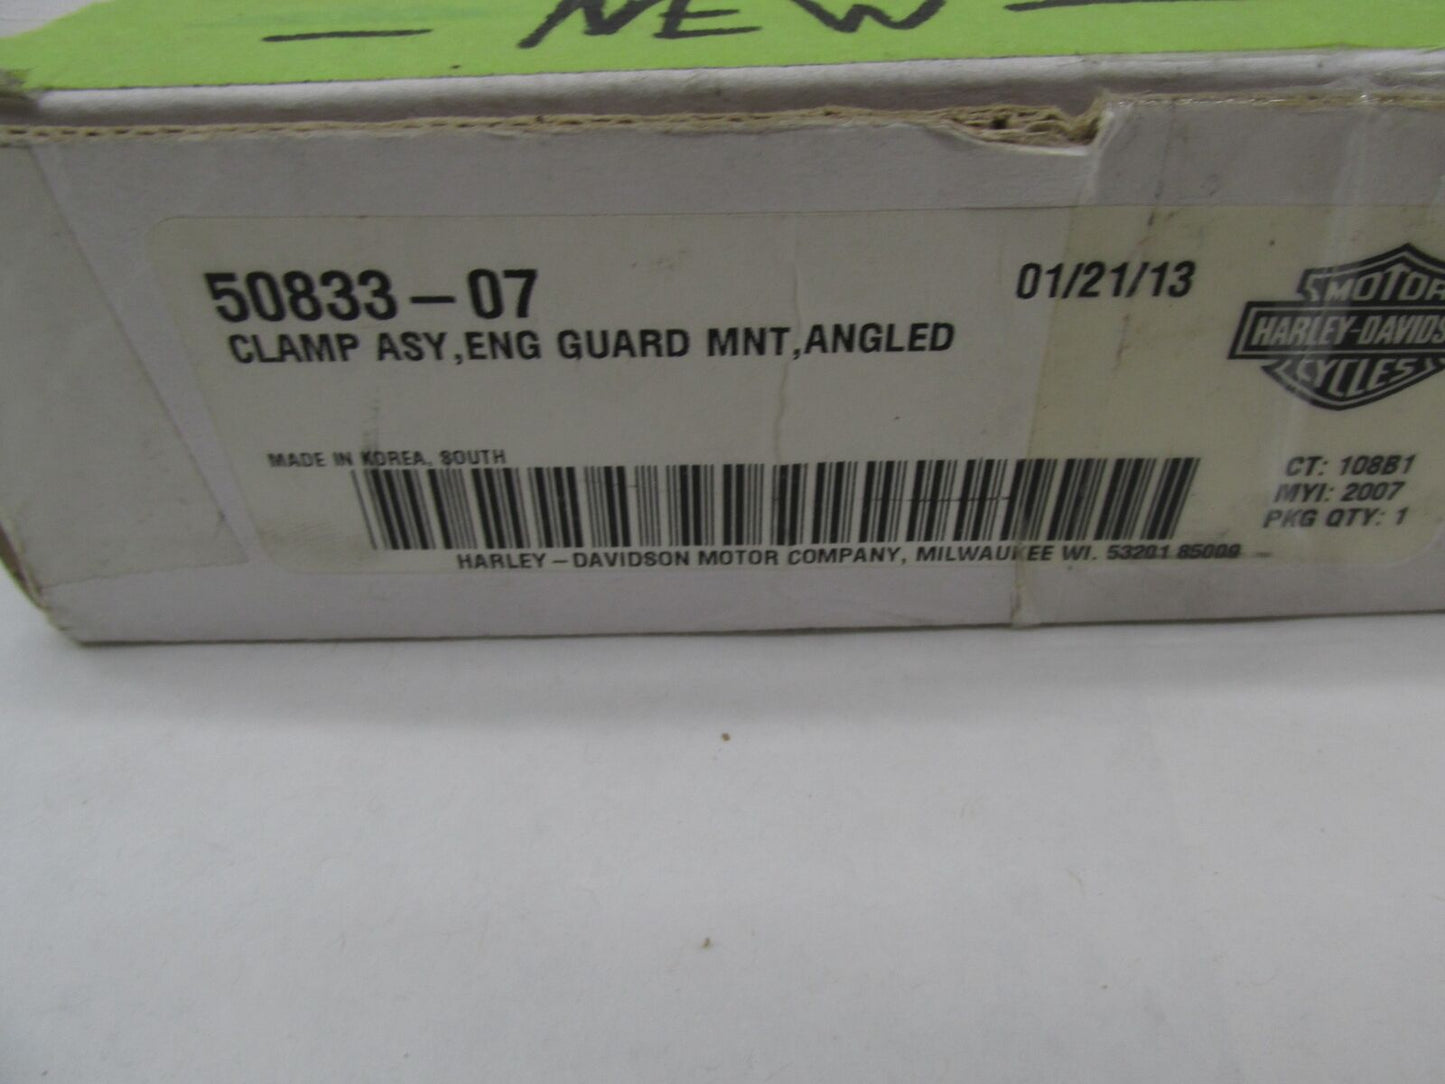 — NEW —
50833-07
01/21/13
CLAMP ASY,ENG GUARD MNT,ANGLED
MOTOR
HARLEY-DAVIDS
CYCLES
MADE IN KOREA, SOUTH
CT: 108B1
MYI: 2007
PKG QTY: 1
HARLEY-DAVIDSON MOTOR COMPANY, MILWAUKEE WI. 53201 85009